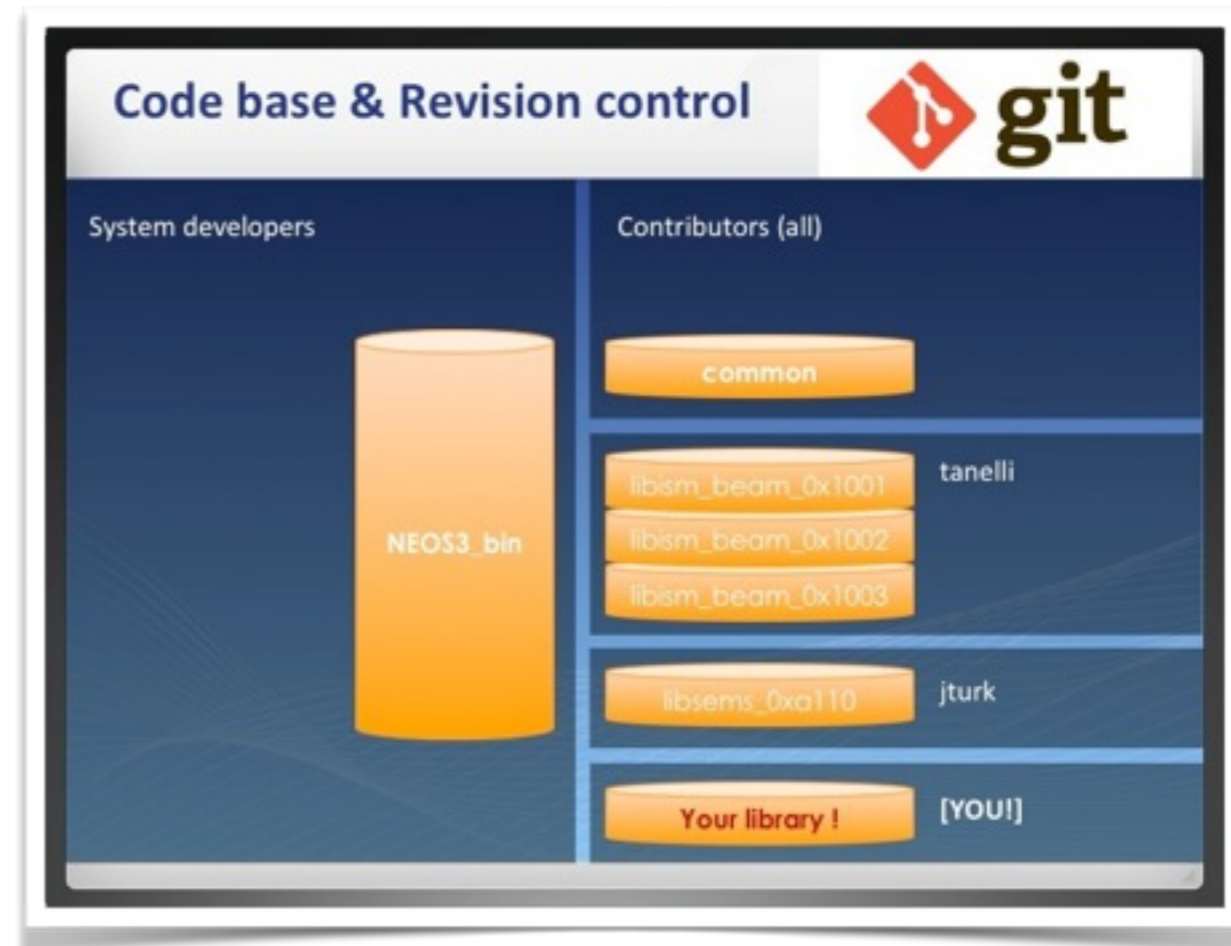 Code base & Revision control
git
System developers
Contributors (all)
NEOS3_bin
common
libism_beam_0x1001
libism_beam_0x1002
libism_beam_0x1003
tanelli
libsems_0xa110
jturk
Your library !
[YOU!]